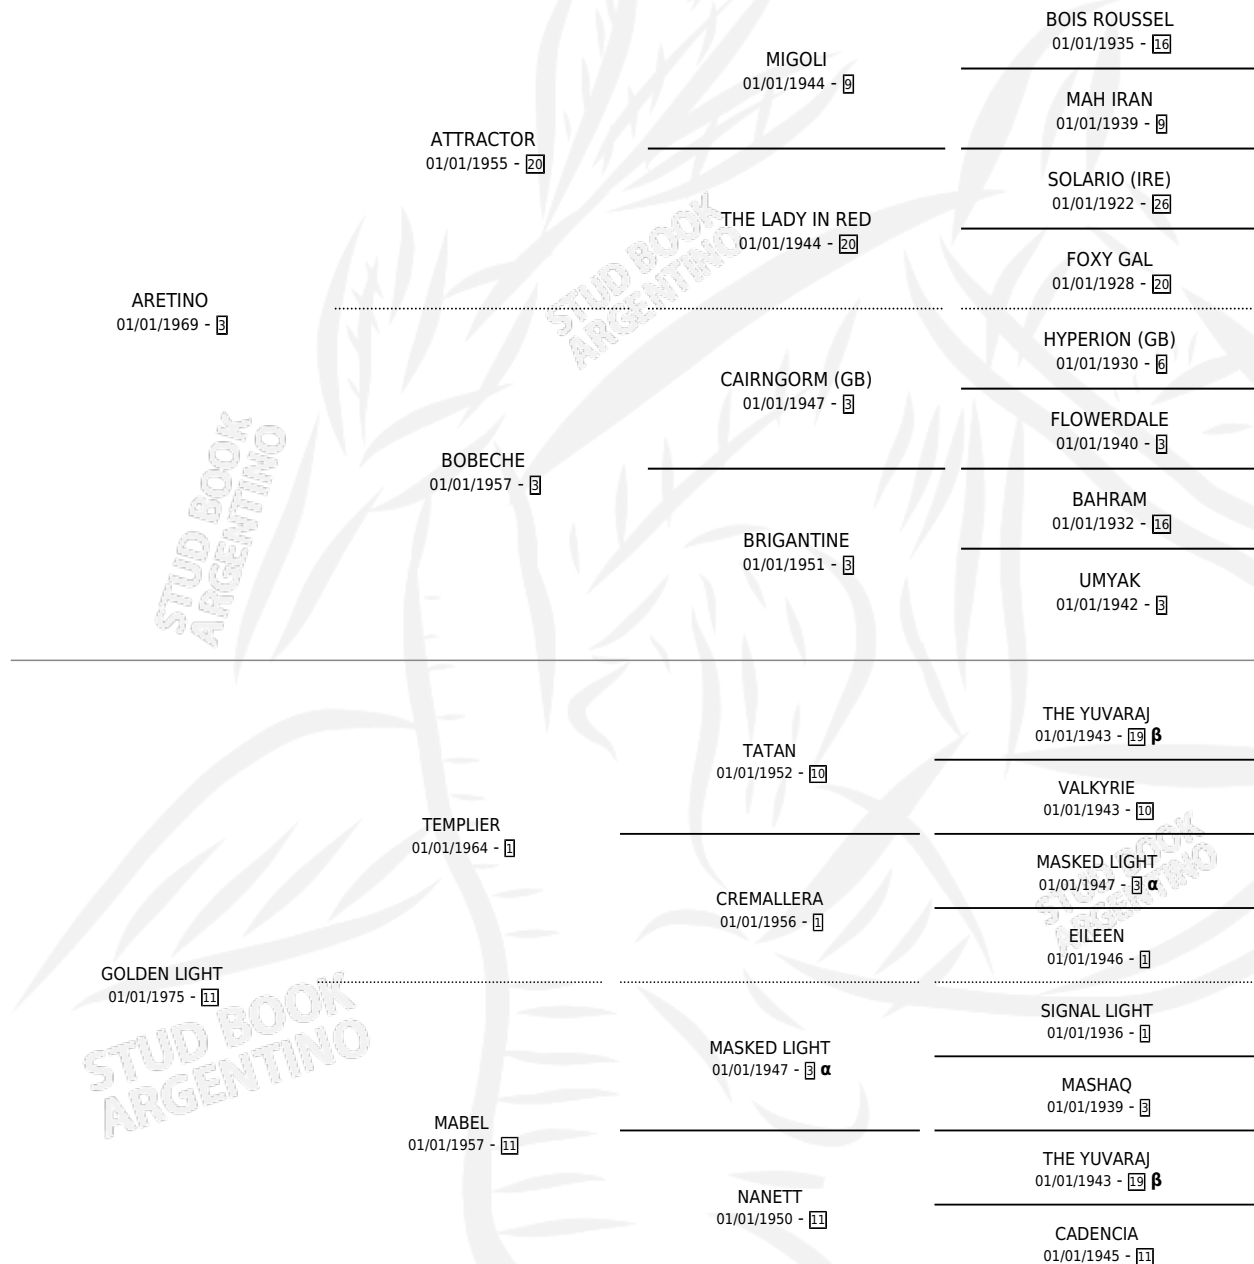 BOIS ROUSSEL
01/01/1935 - 16
MIGOLI
01/01/1944 - 9
MAH IRAN
01/01/1939 - 9
ATTRACTOR
01/01/1955 - 20
SOLARIO (IRE)
01/01/1922 - 26
THE LADY IN RED
01/01/1944 - 20
FOXY GAL
01/01/1928 - 20
ARETINO
01/01/1969 - 3
HYPERION (GB)
01/01/1930 - 6
CAIRNGORM (GB)
01/01/1947 - 3
FLOWERDALE
01/01/1940 - 3
BOBECHE
01/01/1957 - 3
BAHRAM
01/01/1932 - 16
BRIGANTINE
01/01/1951 - 3
UMYAK
01/01/1942 - 3
THE YUVARAJ
01/01/1943 - 19 β
TATAN
01/01/1952 - 10
VALKYRIE
01/01/1943 - 10
TEMPLIER
01/01/1964 - 1
MASKED LIGHT
01/01/1947 - 3 α
CREMALLERA
01/01/1956 - 1
EILEEN
01/01/1946 - 1
GOLDEN LIGHT
01/01/1975 - 11
SIGNAL LIGHT
01/01/1936 - 1
MASKED LIGHT
01/01/1947 - 3 α
MASHAQ
01/01/1939 - 3
MABEL
01/01/1957 - 11
THE YUVARAJ
01/01/1943 - 19 β
NANETT
01/01/1950 - 11
CADENCIA
01/01/1945 - 11
STUD BOOK
ARGENTINO
STUD BOOK
ARGENTINO
STUD BOOK
ARGENTINO
STUD BOOK
ARGENTINO